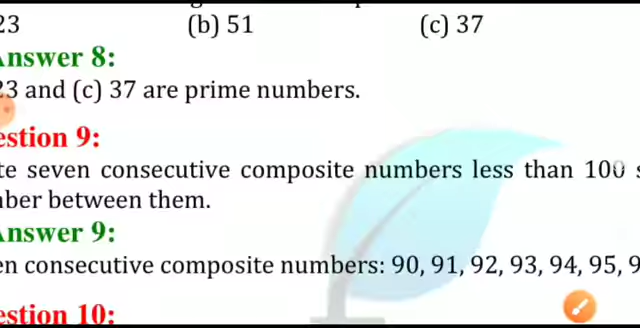 23 (b) 51 (c) 37
Answer 8:
23 and (c) 37 are prime numbers.
estion 9:
te seven consecutive composite numbers less than 100 s
ber between them.
Answer 9:
en consecutive composite numbers: 90, 91, 92, 93, 94, 95, 9
estion 10: